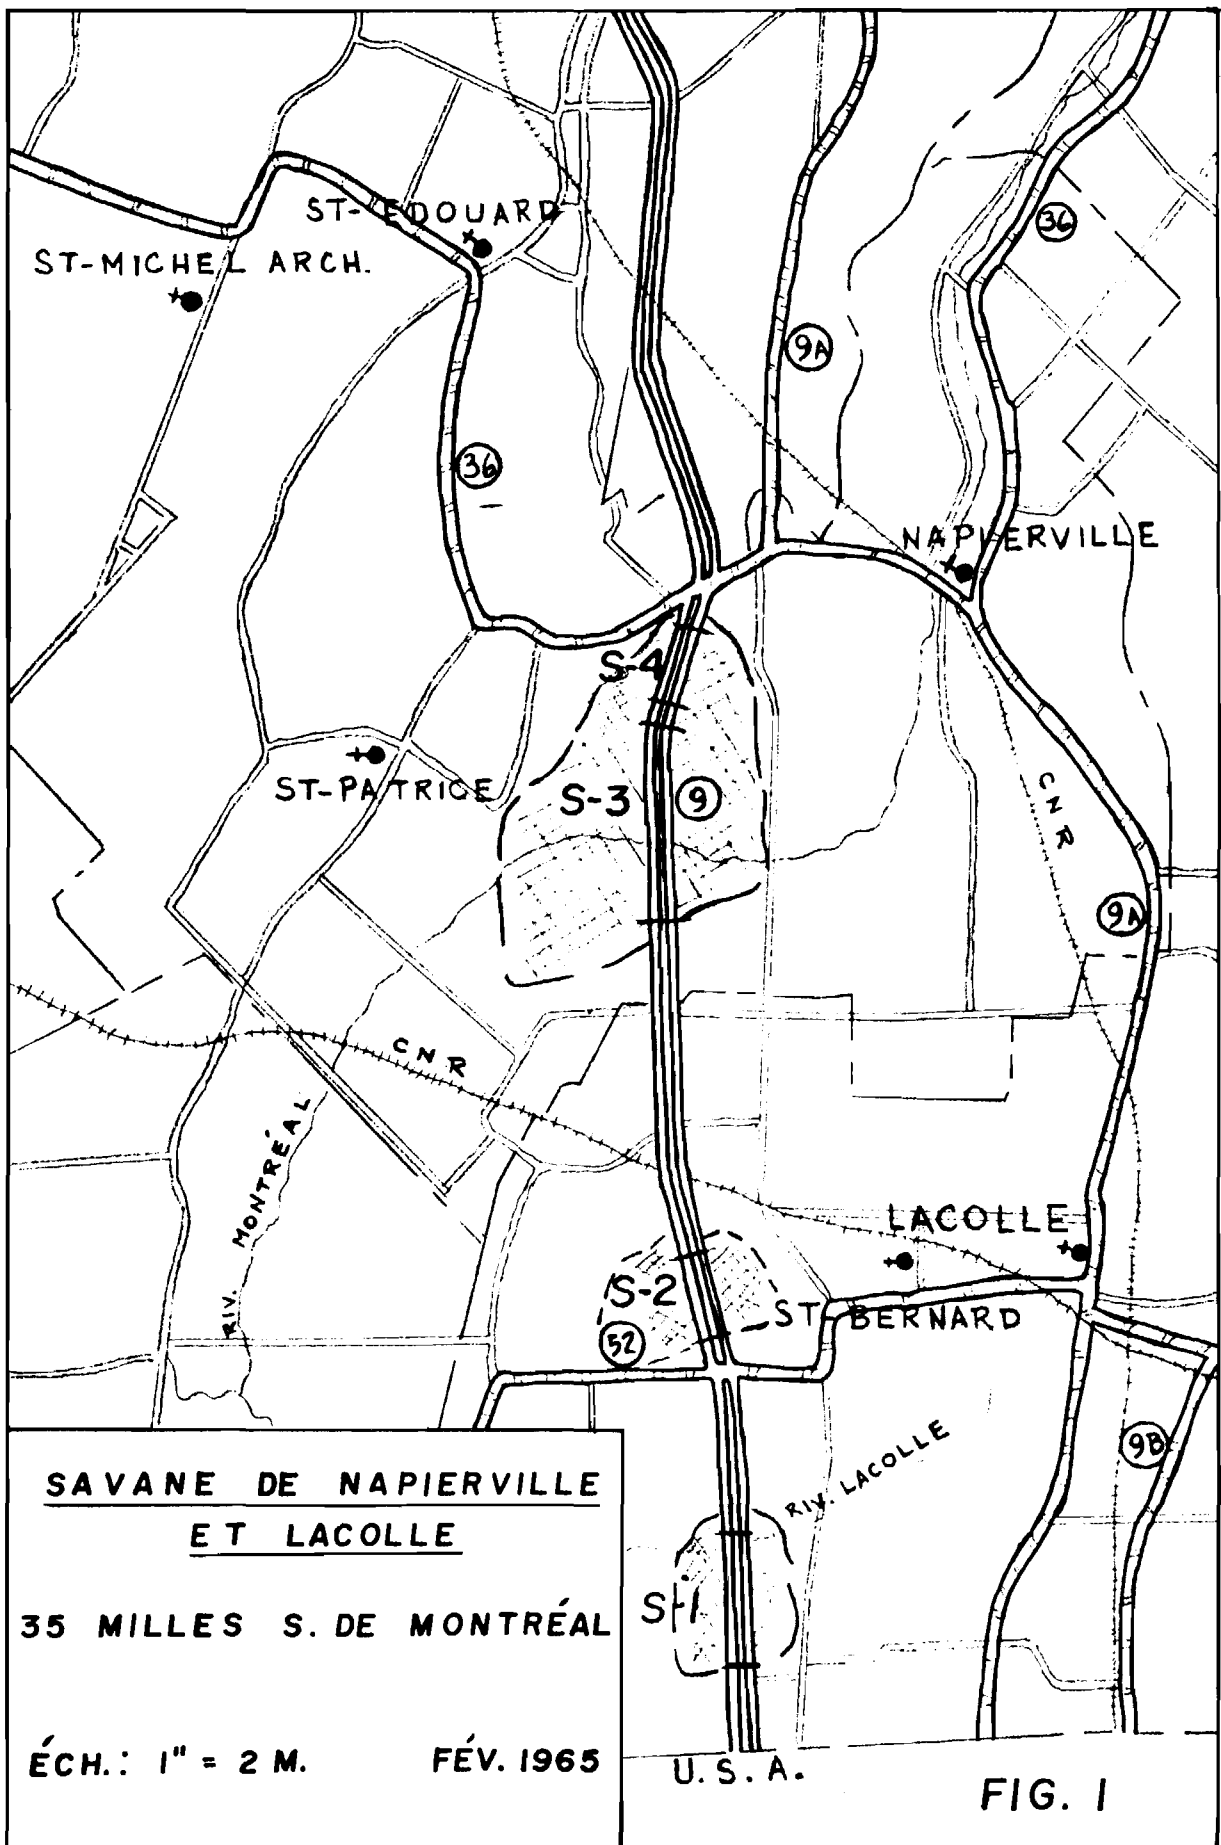 ST-EDOUARD
36
ST-MICHEL ARCH.
9A
36
NAPIERVILLE
S-4
ST-PATRICE
S-3
9
CNR
9A
CNR
RIV. MONTRÉAL
LACOLLE
S-2
ST BERNARD
52
9B
RIV. LACOLLE
S-1
SAVANE DE NAPIERVILLE
ET LACOLLE
35 MILLES S. DE MONTRÉAL
ÉCH.: 1" = 2 M. FÉV. 1965
U.S.A.
FIG. 1